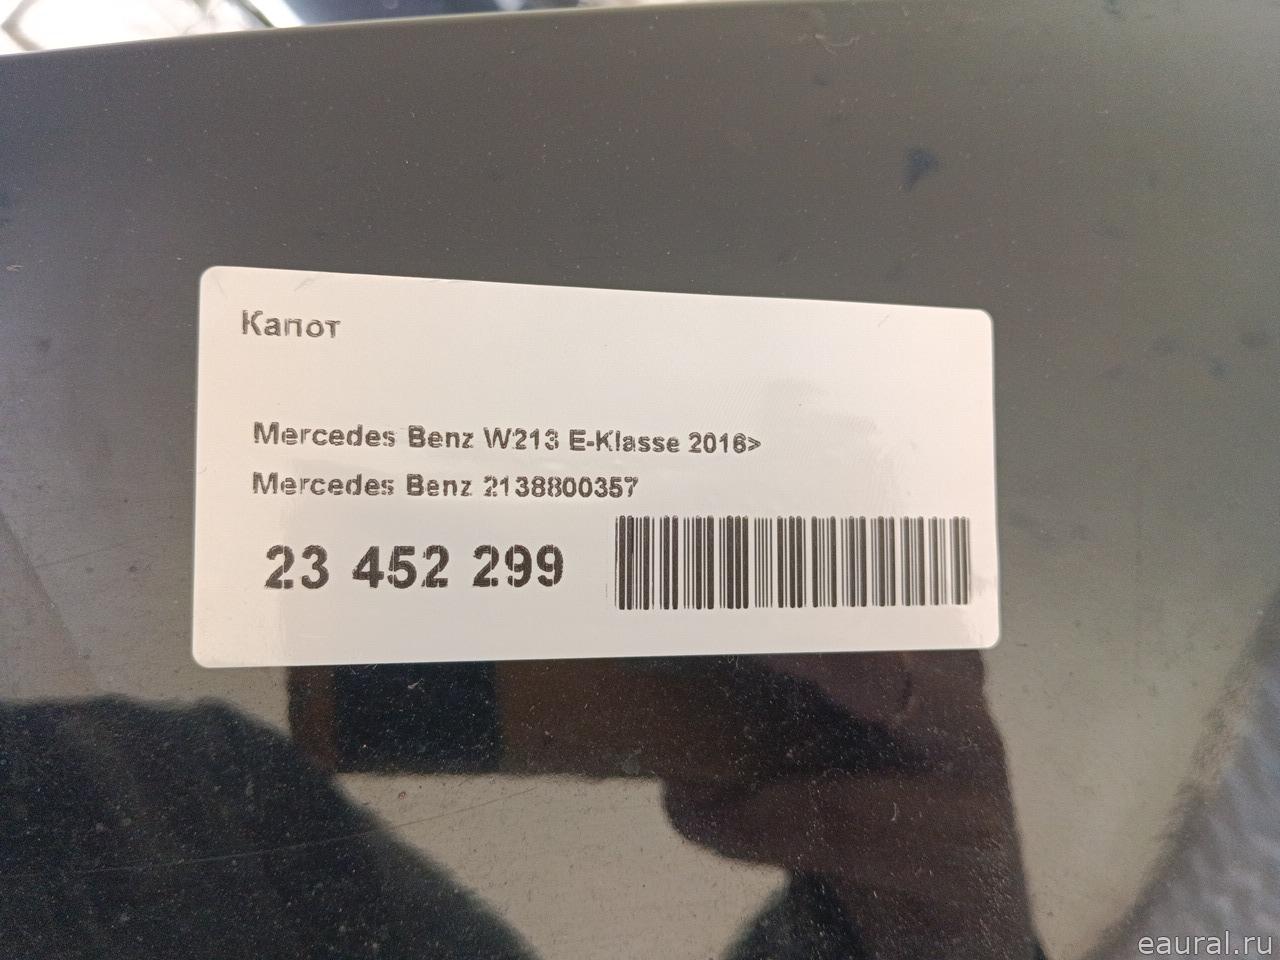 Капот
Mercedes Benz W213 E-Klasse 2016>
Mercedes Benz 2138800357
23 452 299
eaural.ru